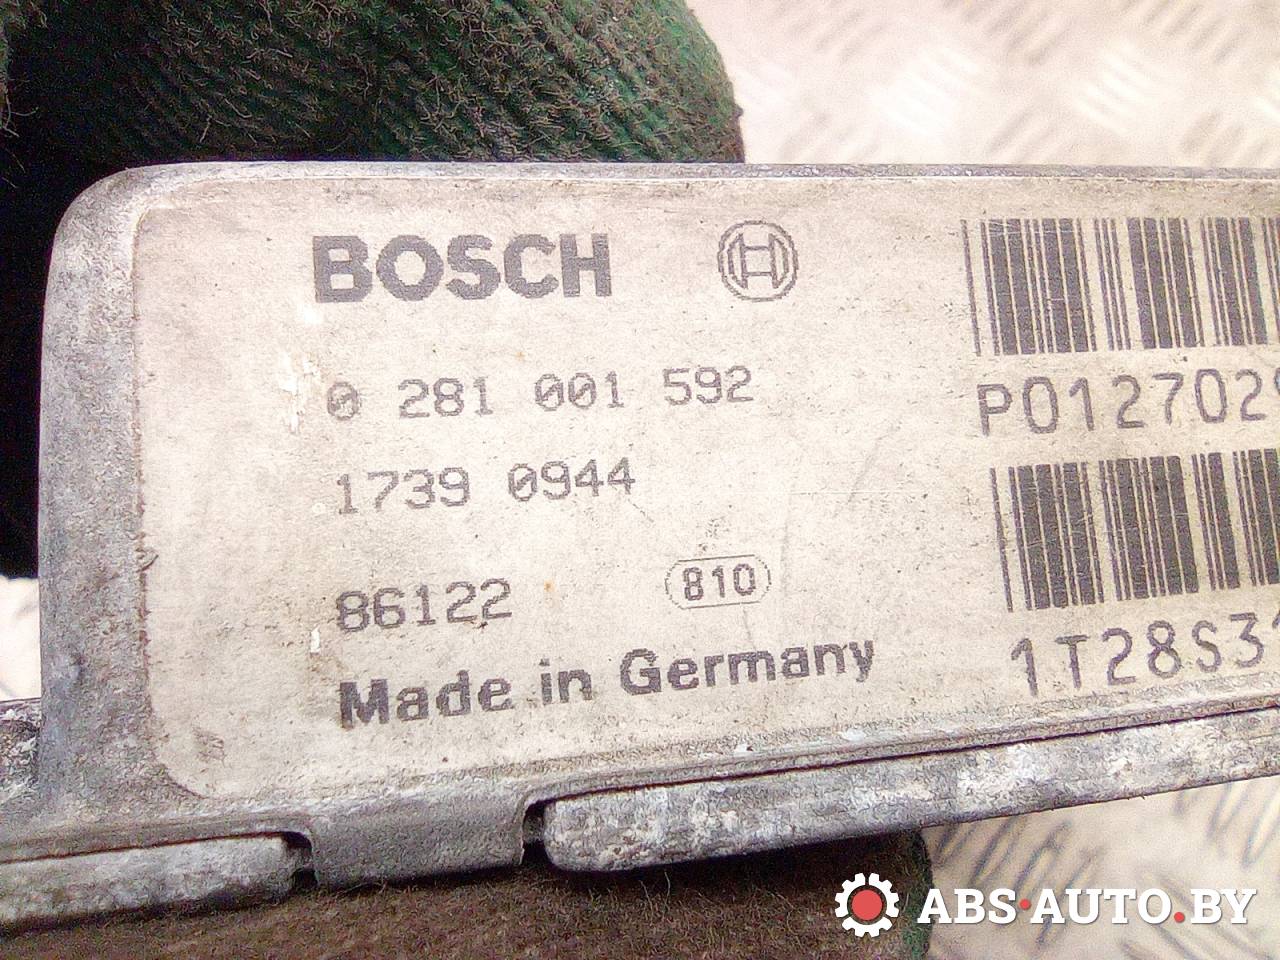 BOSCH
0 281 001 592
1739 0944
86122 810
Made in Germany
P012702
1T28S3
ABS·AUTO.BY